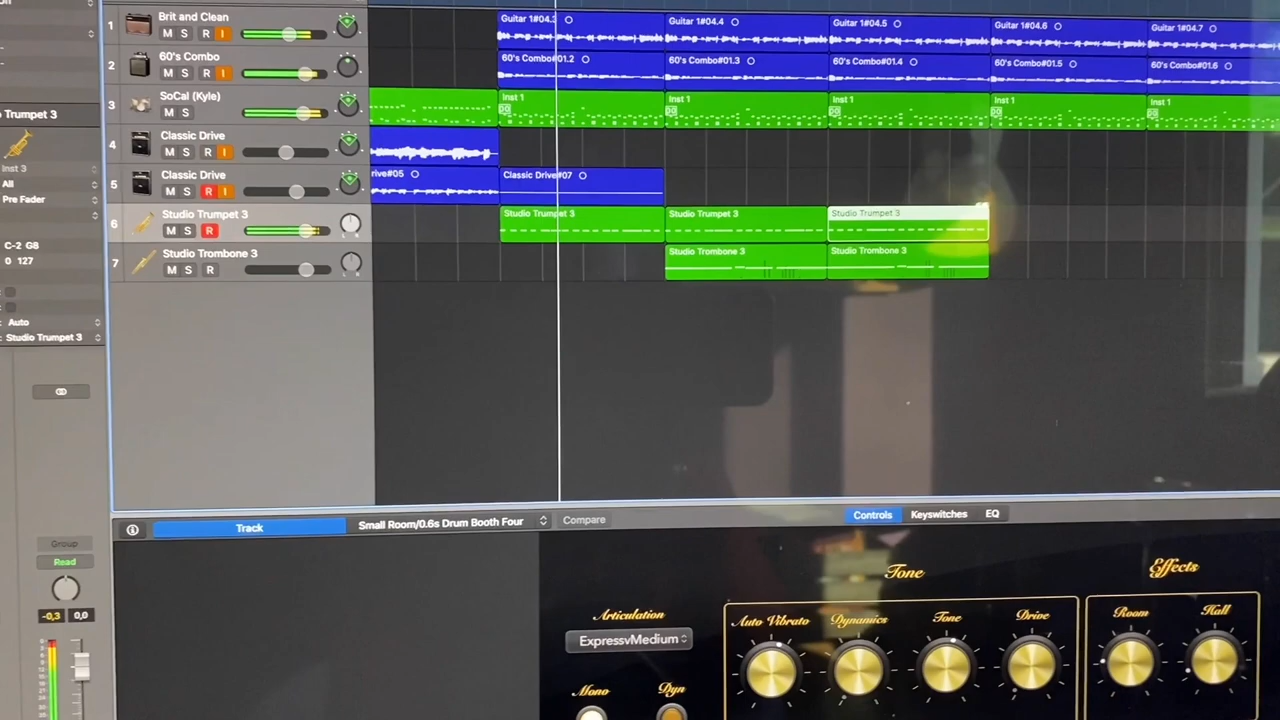 1 Brit and Clean
M S R I
2 60's Combo
M S R I
3 SoCal (Kyle)
M S
4 Classic Drive
M S R I
5 Classic Drive
M S R I
6 Studio Trumpet 3
M S R
7 Studio Trombone 3
M S R
Guitar 1#04.3 Guitar 1#04.4 Guitar 1#04.5 Guitar 1#04.6 Guitar 1#04.7
60's Combo#01.2 60's Combo#01.3 60's Combo#01.4 60's Combo#01.5 60's Combo#01.6
Inst 1 Inst 1 Inst 1 Inst 1 Inst 1
rive#05 Classic Drive#07
Studio Trumpet 3 Studio Trumpet 3 Studio Trumpet 3
Studio Trombone 3 Studio Trombone 3
Trumpet 3
Inst 3
All
Pre Fader
C-2 G8
0 127
Auto
Studio Trumpet 3
Group
Read
-0,3 0,0
Track
Small Room/0.6s Drum Booth Four
Compare
Controls Keyswitches EQ
Tone
Effects
Articulation
ExpressvMedium
Mono Dyn
Auto Vibrato Dynamics Tone Drive
Room Hall